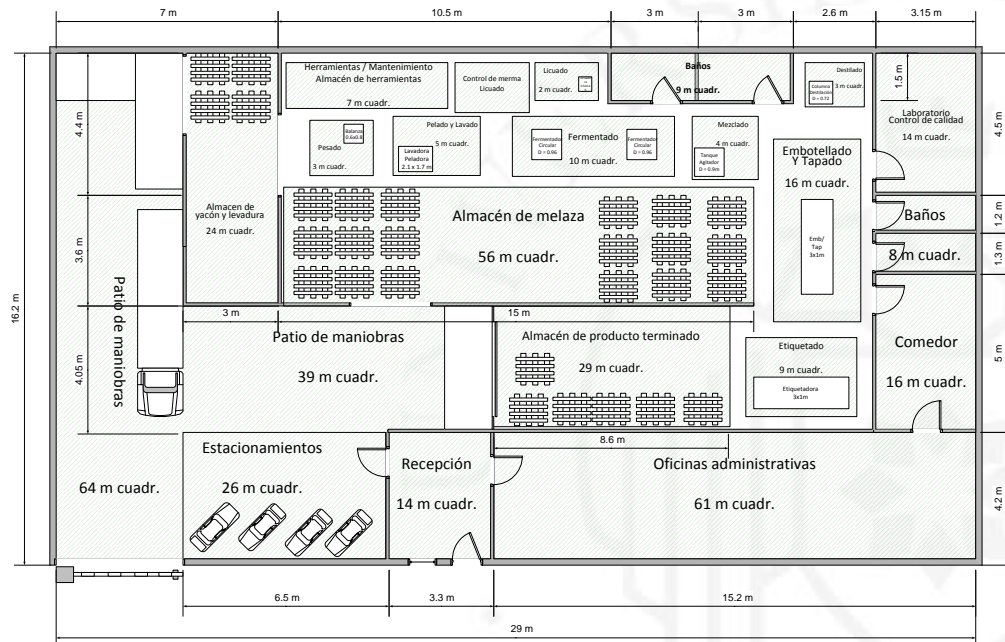 7 m
10.5 m
3 m
3 m
2.6 m
3.15 m
Herramientas / Mantenimiento
Almacén de herramientas
7 m cuadr.
Control de merma
Licuado
Licuado
2 m cuadr.
Baños
9 m cuadr.
Destilado
3 m cuadr.
Columna
Destilación
D = 0.72
1.5 m
4.5 m
4.4 m
Laboratorio
Control de calidad
14 m cuadr.
Pesado
Balanza
0.6x0.8
3 m cuadr.
Pelado y Lavado
5 m cuadr.
Lavadora
Peladora
2.1 x 1.7 m
Fermentado
10 m cuadr.
Fermentador
Circular
D = 0.96
Fermentador
Circular
D = 0.96
Mezclado
4 m cuadr.
Tanque
Agitador
D = 0.9m
Embotellado
Y Tapado
16 m cuadr.
Emb/
Tap
3x1m
Almacen de
yacón y levadura
24 m cuadr.
Almacén de melaza
56 m cuadr.
Baños
8 m cuadr.
1.2 m
1.3 m
3.6 m
16.2 m
Patio de maniobras
64 m cuadr.
3 m
15 m
Patio de maniobras
39 m cuadr.
4.05 m
Almacén de producto terminado
29 m cuadr.
Etiquetado
9 m cuadr.
Etiquetadora
3x1m
Comedor
16 m cuadr.
5 m
8.6 m
Estacionamientos
26 m cuadr.
Recepción
14 m cuadr.
Oficinas administrativas
61 m cuadr.
4.2 m
6.5 m
3.3 m
15.2 m
29 m